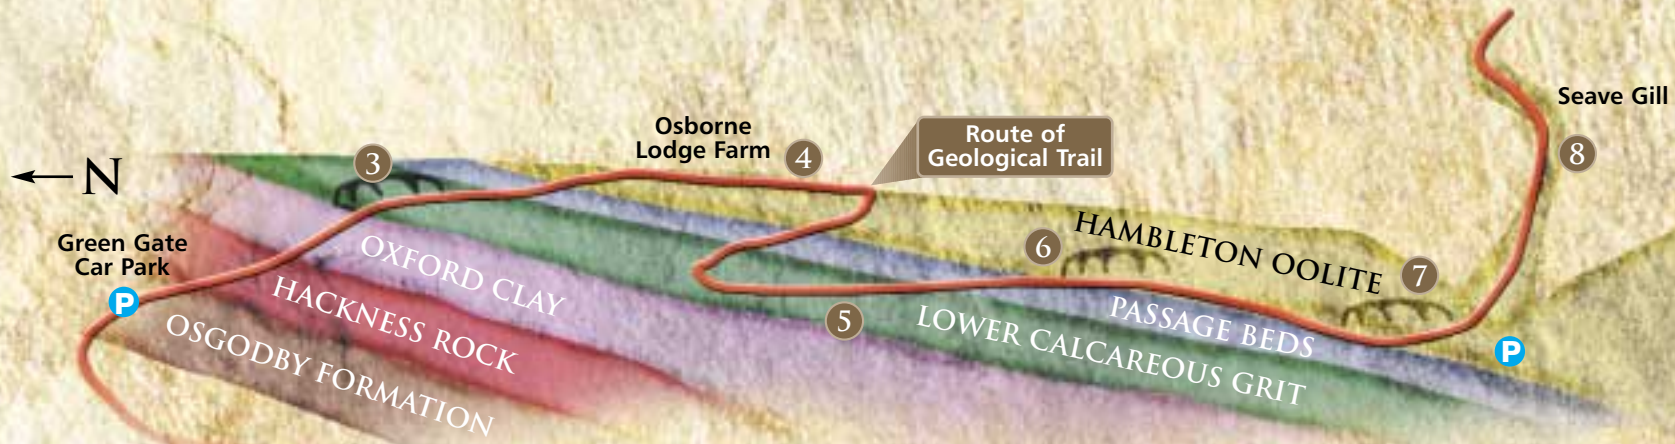 Seave Gill
8
Osborne
Lodge Farm
4
Route of
Geological Trail
3
N
Green Gate
Car Park
P
6
HAMBLETON OOLITE
7
5
OXFORD CLAY
HACKNESS ROCK
OSGODBY FORMATION
LOWER CALCAREOUS GRIT
PASSAGE BEDS
P